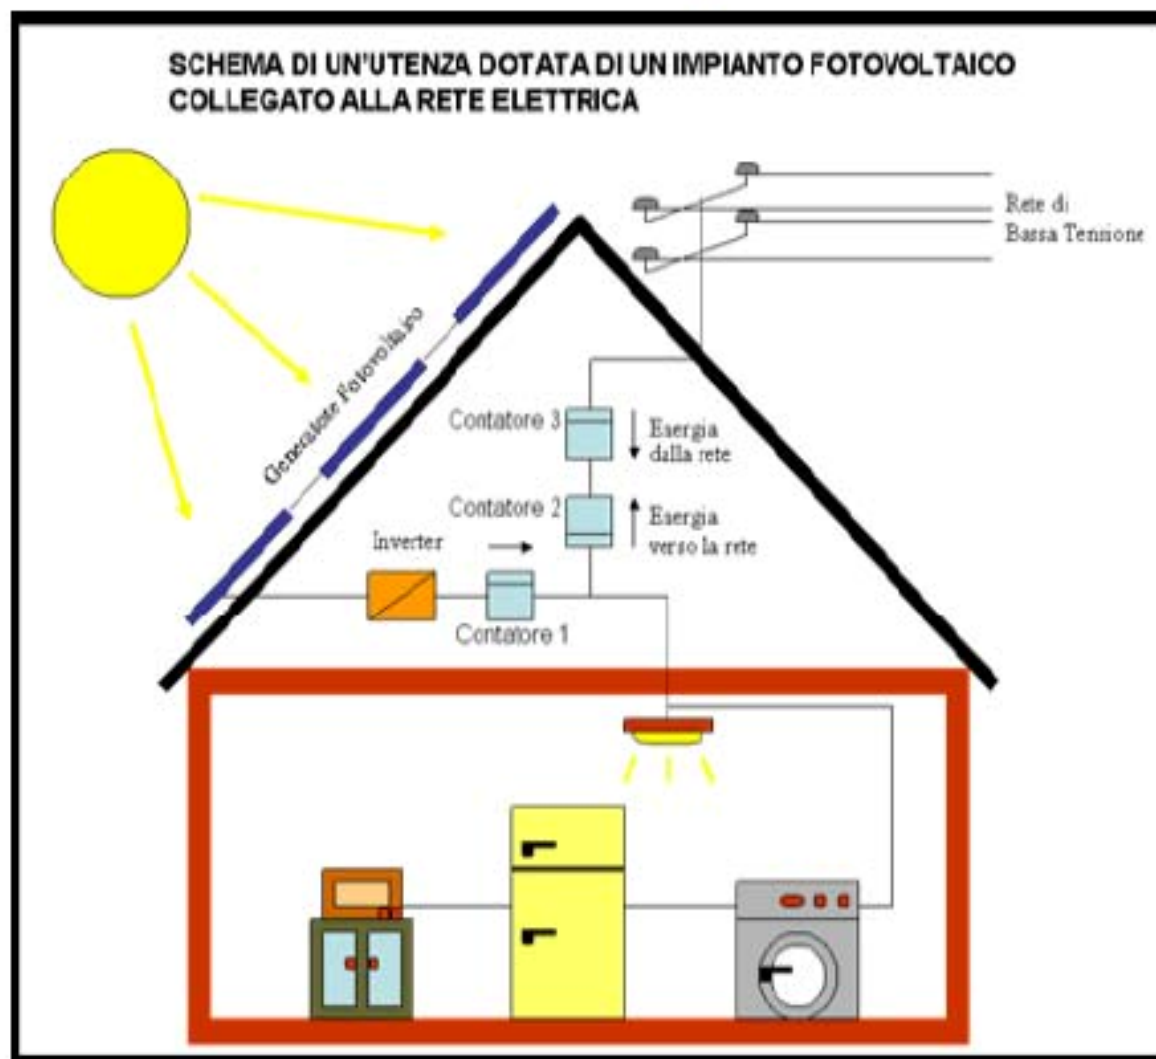 SCHEMA DI UN'UTENZA DOTATA DI UN IMPIANTO FOTOVOLTAICO
COLLEGATO ALLA RETE ELETTRICA
Rete di
Bassa Tensione
Generatore Fotovoltaico
Contatore 3
Energia
dalla rete
Contatore 2
Energia
verso la rete
Inverter
Contatore 1